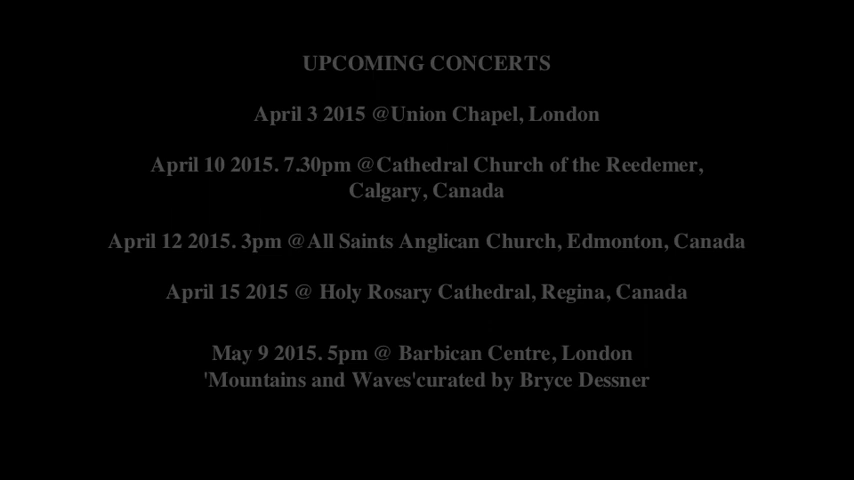 UPCOMING CONCERTS
April 3 2015 @Union Chapel, London
April 10 2015. 7.30pm @Cathedral Church of the Reedemer,
Calgary, Canada
April 12 2015. 3pm @All Saints Anglican Church, Edmonton, Canada
April 15 2015 @ Holy Rosary Cathedral, Regina, Canada
May 9 2015. 5pm @ Barbican Centre, London
'Mountains and Waves'curated by Bryce Dessner